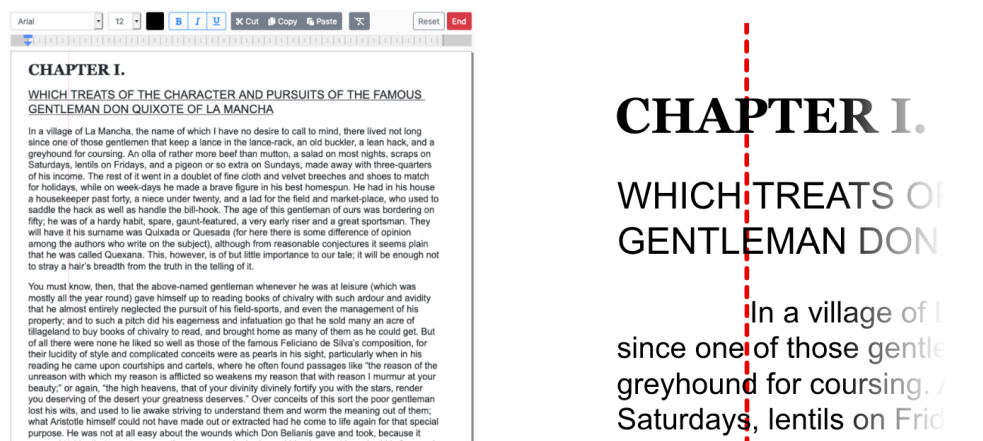 Arial 12 B I U Cut Copy Paste Reset End
CHAPTER I.
WHICH TREATS OF THE CHARACTER AND PURSUITS OF THE FAMOUS
GENTLEMAN DON QUIXOTE OF LA MANCHA
In a village of La Mancha, the name of which I have no desire to call to mind, there lived not long
since one of those gentlemen that keep a lance in the lance-rack, an old buckler, a lean hack, and a
greyhound for coursing. An olla of rather more beef than mutton, a salad on most nights, scraps on
Saturdays, lentils on Fridays, and a pigeon or so extra on Sundays, made away with three-quarters
of his income. The rest of it went in a doublet of fine cloth and velvet breeches and shoes to match
for holidays, while on week-days he made a brave figure in his best homespun. He had in his house
a housekeeper past forty, a niece under twenty, and a lad for the field and market-place, who used to
saddle the hack as well as handle the bill-hook. The age of this gentleman of ours was bordering on
fifty; he was of a hardy habit, spare, gaunt-featured, a very early riser and a great sportsman. They
will have it his surname was Quixada or Quesada (for here there is some difference of opinion
among the authors who write on the subject), although from reasonable conjectures it seems plain
that he was called Quexana. This, however, is of but little importance to our tale; it will be enough not
to stray a hair's breadth from the truth in the telling of it.
You must know, then, that the above-named gentleman whenever he was at leisure (which was
mostly all the year round) gave himself up to reading books of chivalry with such ardour and avidity
that he almost entirely neglected the pursuit of his field-sports, and even the management of his
property; and to such a pitch did his eagerness and infatuation go that he sold many an acre of
tillageland to buy books of chivalry to read, and brought home as many of them as he could get. But
of all there were none he liked so well as those of the famous Feliciano de Silva's composition, for
their lucidity of style and complicated conceits were as pearls in his sight, particularly when in his
reading he came upon courtships and cartels, where he often found passages like "the reason of the
unreason with which my reason is afflicted so weakens my reason that with reason I murmur at your
beauty;" or again, "the high heavens, that of your divinity divinely fortify you with the stars, render
you deserving of the desert your greatness deserves." Over conceits of this sort the poor gentleman
lost his wits, and used to lie awake striving to understand them and worm the meaning out of them;
what Aristotle himself could not have made out or extracted had he come to life again for that special
purpose. He was not at all easy about the wounds which Don Belianis gave and took, because it
CHAPTER I.
WHICH TREATS OF
GENTLEMAN DON
In a village of L
since one of those gentle
greyhound for coursing. A
Saturdays, lentils on Frid